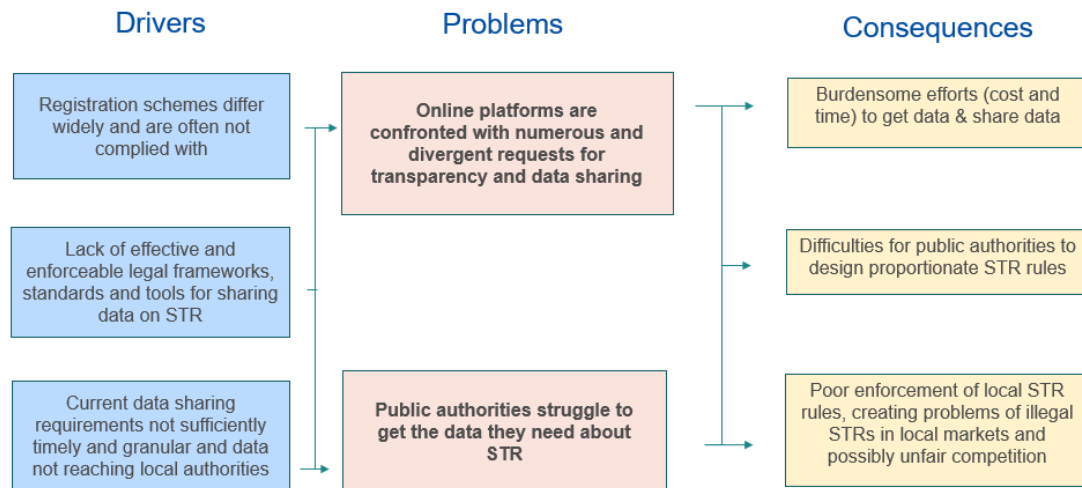 Drivers
Problems
Consequences
Registration schemes differ
widely and are often not
complied with
Online platforms are
confronted with numerous and
divergent requests for
transparency and data sharing
Burdensome efforts (cost and
time) to get data & share data
Lack of effective and
enforceable legal frameworks,
standards and tools for sharing
data on STR
Difficulties for public authorities to
design proportionate STR rules
Current data sharing
requirements not sufficiently
timely and granular and data
not reaching local authorities
Public authorities struggle to
get the data they need about
STR
Poor enforcement of local STR
rules, creating problems of illegal
STRs in local markets and
possibly unfair competition